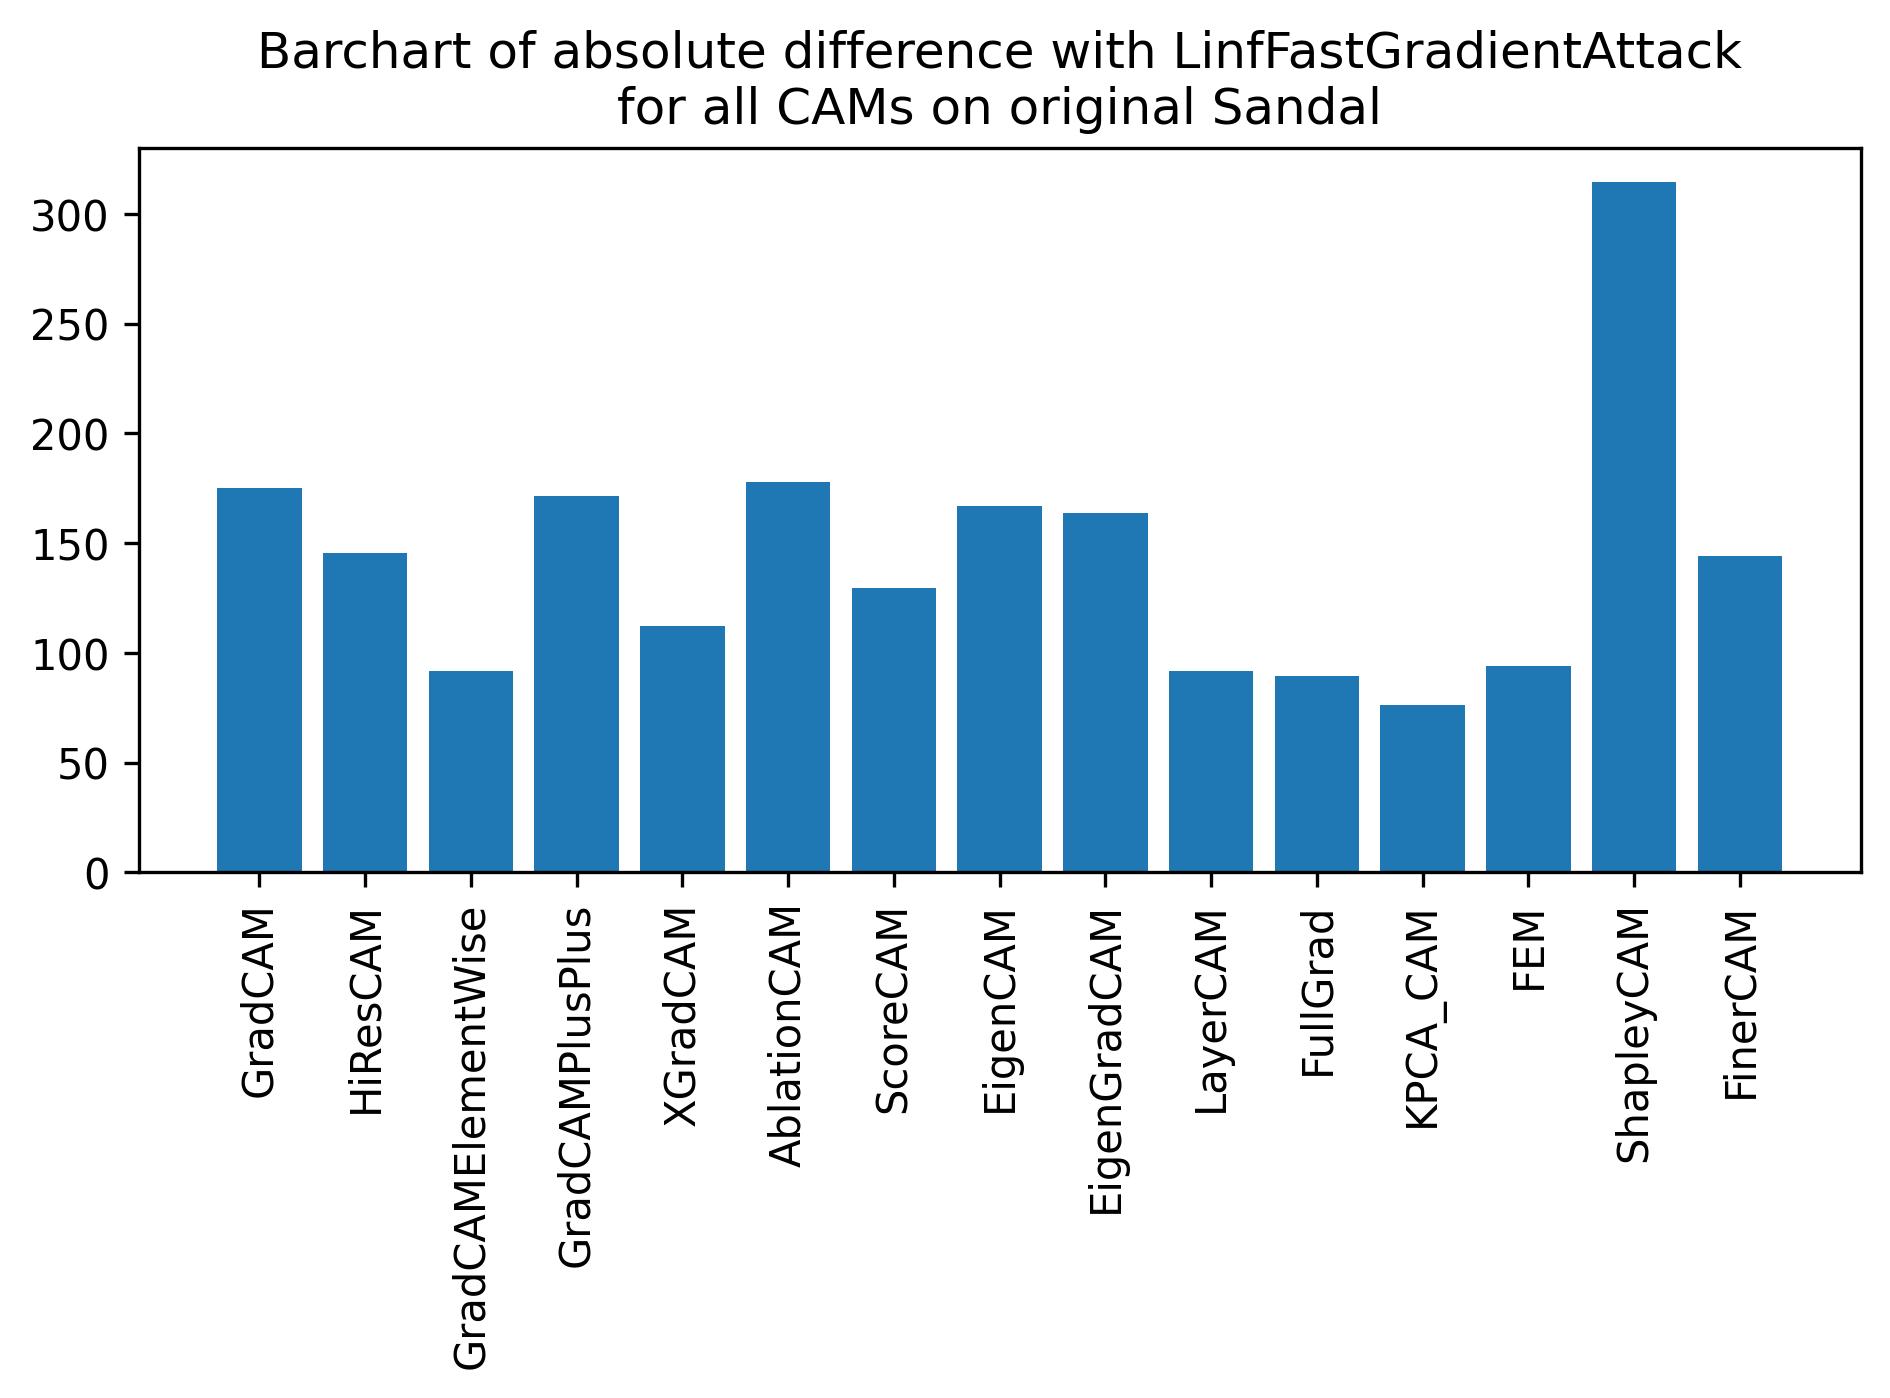 Barchart of absolute difference with LinfFastGradientAttack
for all CAMs on original Sandal
300
250
200
150
100
50
0
GradCAM
HiResCAM
GradCAMElementWise
GradCAMPlusPlus
XGradCAM
AblationCAM
ScoreCAM
EigenCAM
EigenGradCAM
LayerCAM
FullGrad
KPCA_CAM
FEM
ShapleyCAM
FinerCAM